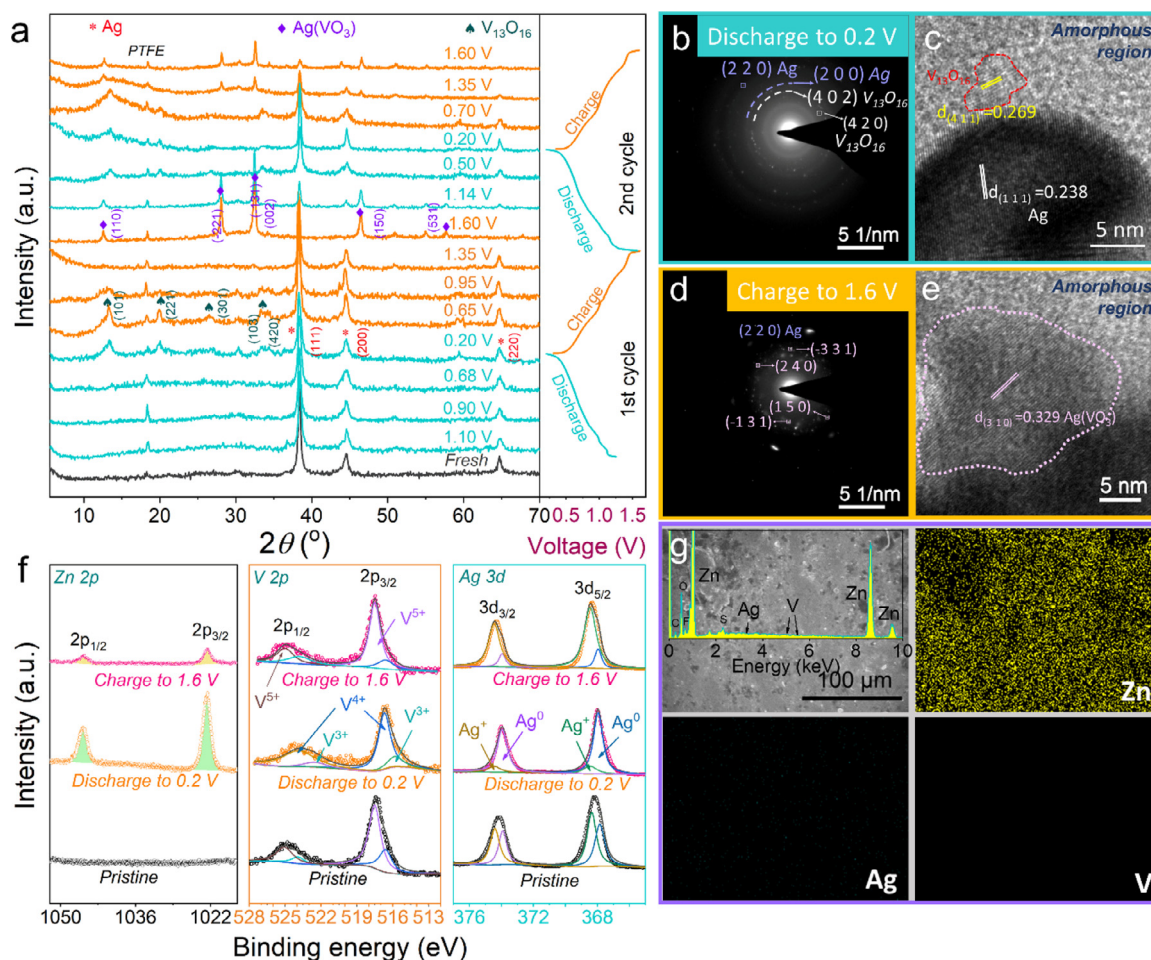 a
* Ag
♦ Ag(VO₃)
♠ V₁₃O₁₆
PTFE
1.60 V
1.35 V
0.70 V
0.20 V
0.50 V
1.14 V
1.60 V
1.35 V
0.95 V
0.65 V
0.20 V
0.68 V
0.90 V
1.10 V
Fresh
(110)
(-221)
(-131)
(002)
(150)
(531)
(101)
(221)
(301)
(103)
(420)
(111)
(200)
(220)
Charge
Discharge
Charge
Discharge
2nd cycle
1st cycle
Intensity (a.u.)
10 20 30 40 50 60 70
0.5 1.0 1.5
2θ (°)
Voltage (V)
b
Discharge to 0.2 V
(2 2 0) Ag
(2 0 0) Ag
(4 0 2) V₁₃O₁₆
(4 2 0)
V₁₃O₁₆
5 1/nm
c
Amorphous
region
V₁₃O₁₆
d(4 1 1)=0.269
d(1 1 1)=0.238
Ag
5 nm
d
Charge to 1.6 V
(2 2 0)
(-3 3 1)
(2 4 0)
(1 5 0)
(-1 3 1)
5 1/nm
e
Amorphous
region
d(3 1 0)=0.329 Ag(VO₃)
5 nm
f
Zn 2p
2p₁/₂
2p₃/₂
Charge to 1.6 V
Discharge to 0.2 V
Pristine
V 2p
2p₃/₂
2p₁/₂
V⁵⁺
Charge to 1.6 V
V⁵⁺
V⁴⁺
V³⁺
V³⁺
Discharge to 0.2 V
Pristine
Ag 3d
3d₃/₂
3d₅/₂
Charge to 1.6 V
Ag⁺
Ag⁰
Ag⁺
Ag⁰
Discharge to 0.2 V
Pristine
Intensity (a.u.)
1050 1036 1022
528 525 522 519 516 513
376 372 368
Binding energy (eV)
g
Zn
O
C
F
S
Ag
V
Zn
Zn
0 2 4 6 8 10
Energy (keV)
100 μm
Zn
Ag
V